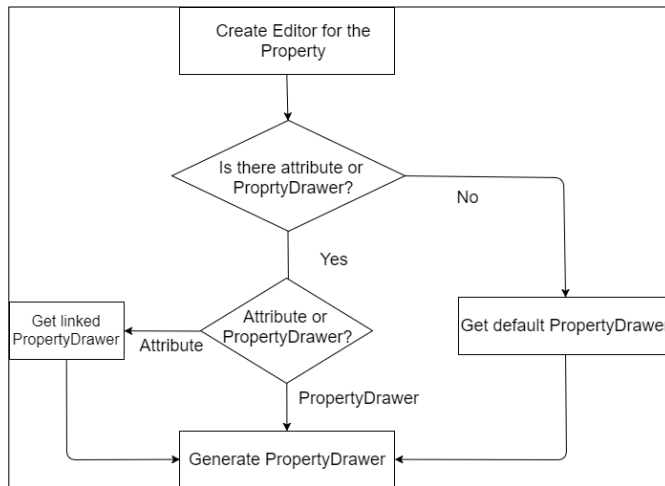 Create Editor for the
Property
Is there attribute or
ProprtyDrawer?
No
Yes
Attribute or
PropertyDrawer?
Get linked
PropertyDrawer
Attribute
Get default PropertyDrawer
PropertyDrawer
Generate PropertyDrawer